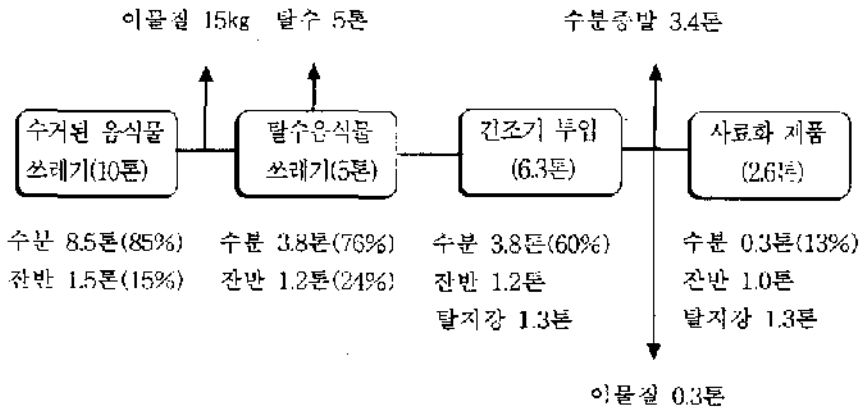 이물질 15kg 탈수 5톤
수분증발 3.4톤
수거된 음식물
쓰레기(10톤)
탈수음식물
쓰레기(5톤)
건조기 투입
(6.3톤)
사료화 제품
(2.6톤)
수분 8.5톤(85%)
잔반 1.5톤(15%)
수분 3.8톤(76%)
잔반 1.2톤(24%)
수분 3.8톤(60%)
잔반 1.2톤
탈지강 1.3톤
수분 0.3톤(13%)
잔반 1.0톤
탈지강 1.3톤
이물질 0.3톤